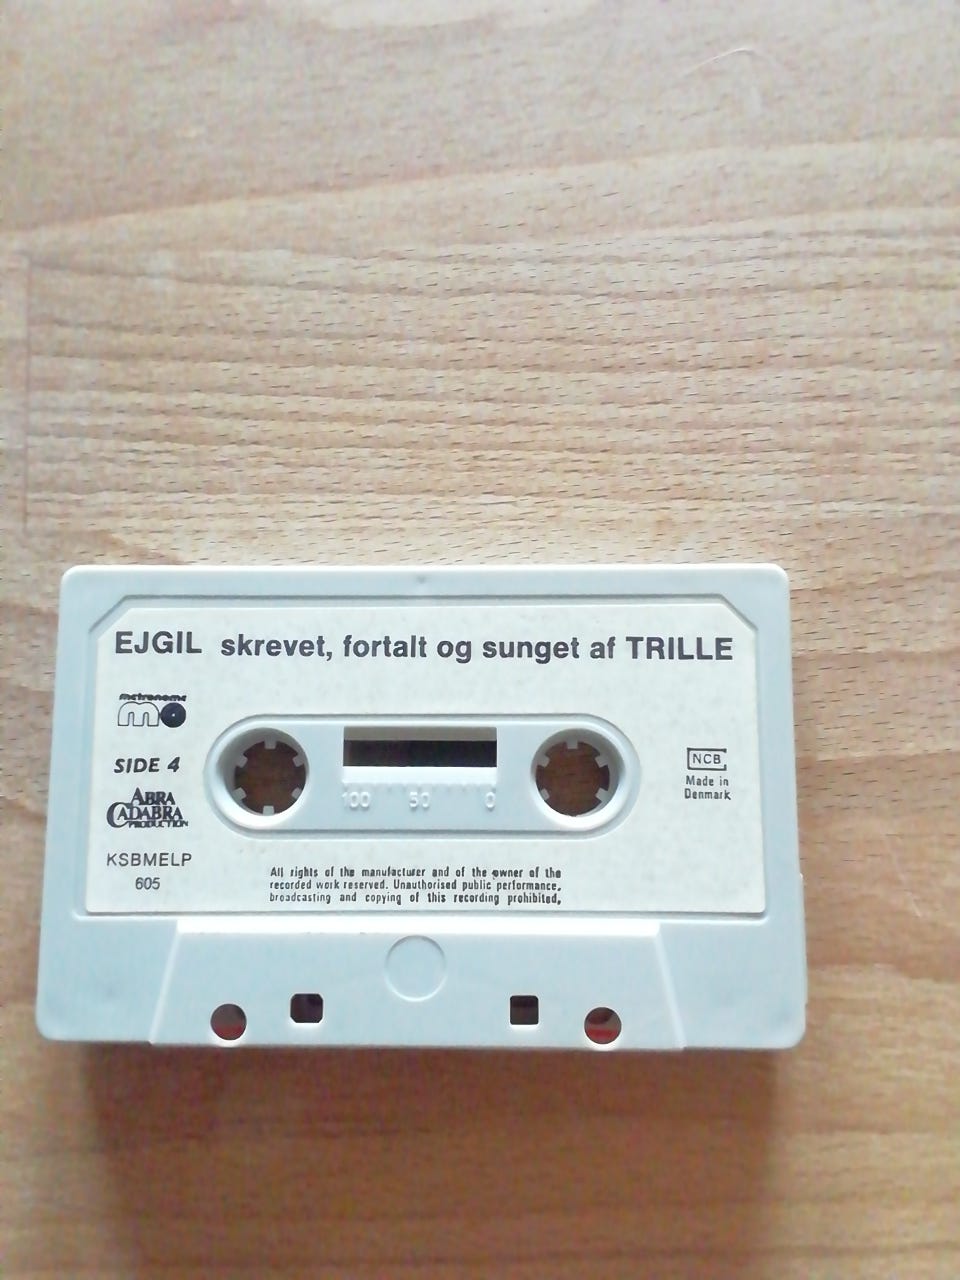 EJGIL skrevet, fortalt og sunget af TRILLE
metronome
mo
SIDE 4
ABRA
CADABRA
PRODUCTION
KSBMELP
605
100 50 0
NCB
Made in
Denmark
All rights of the manufacturer and of the owner of the
recorded work reserved. Unauthorised public performance,
broadcasting and copying of this recording prohibited,